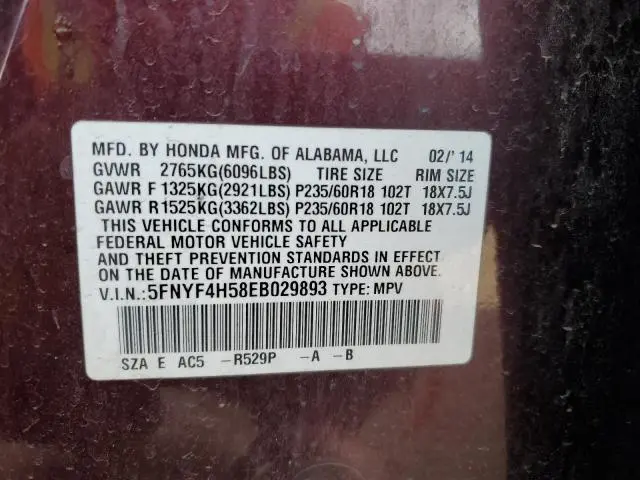 MFD. BY HONDA MFG. OF ALABAMA, LLC 02/'14
GVWR 2765KG(6096LBS) TIRE SIZE RIM SIZE
GAWR F 1325KG(2921LBS) P235/60R18 102T 18X7.5J
GAWR R1525KG(3362LBS) P235/60R18 102T 18X7.5J
THIS VEHICLE CONFORMS TO ALL APPLICABLE
FEDERAL MOTOR VEHICLE SAFETY
AND THEFT PREVENTION STANDARDS IN EFFECT
ON THE DATE OF MANUFACTURE SHOWN ABOVE.
V.I.N.:5FNYF4H58EB029893 TYPE: MPV
SZA E AC5 -R529P -A -B